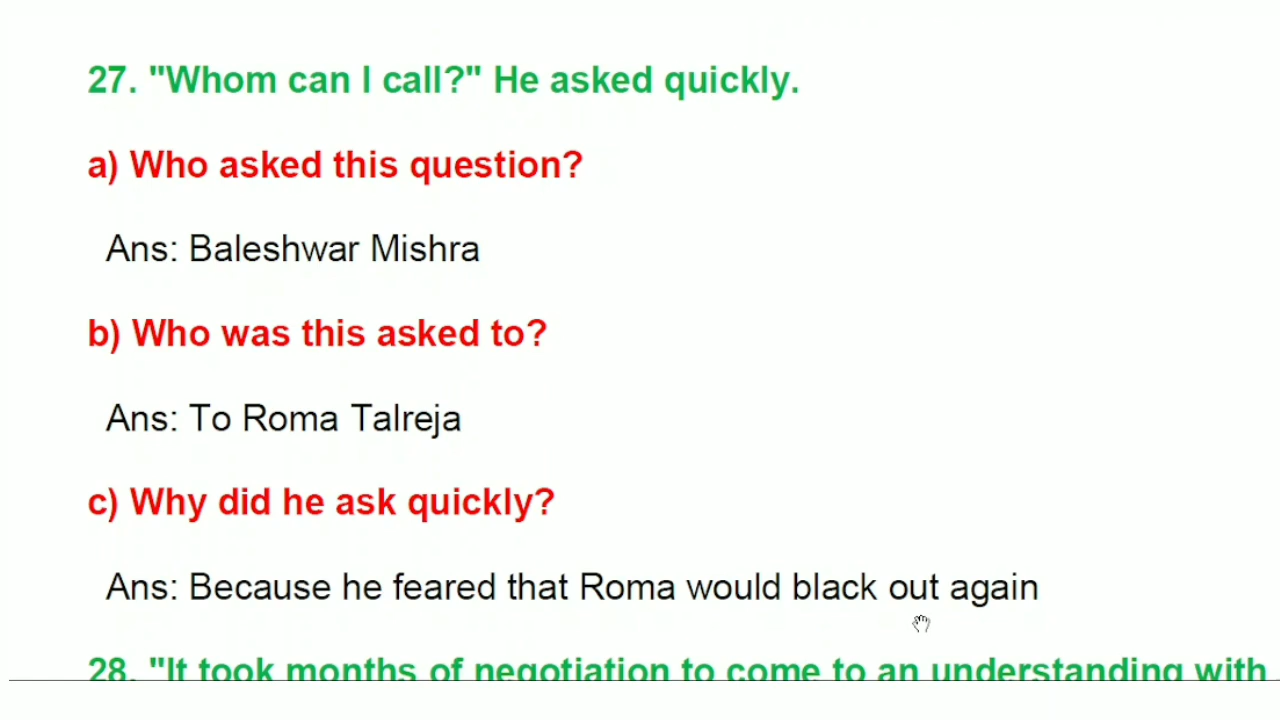 27. "Whom can I call?" He asked quickly.
a) Who asked this question?
Ans: Baleshwar Mishra
b) Who was this asked to?
Ans: To Roma Talreja
c) Why did he ask quickly?
Ans: Because he feared that Roma would black out again
28. "It took months of negotiation to come to an understanding with